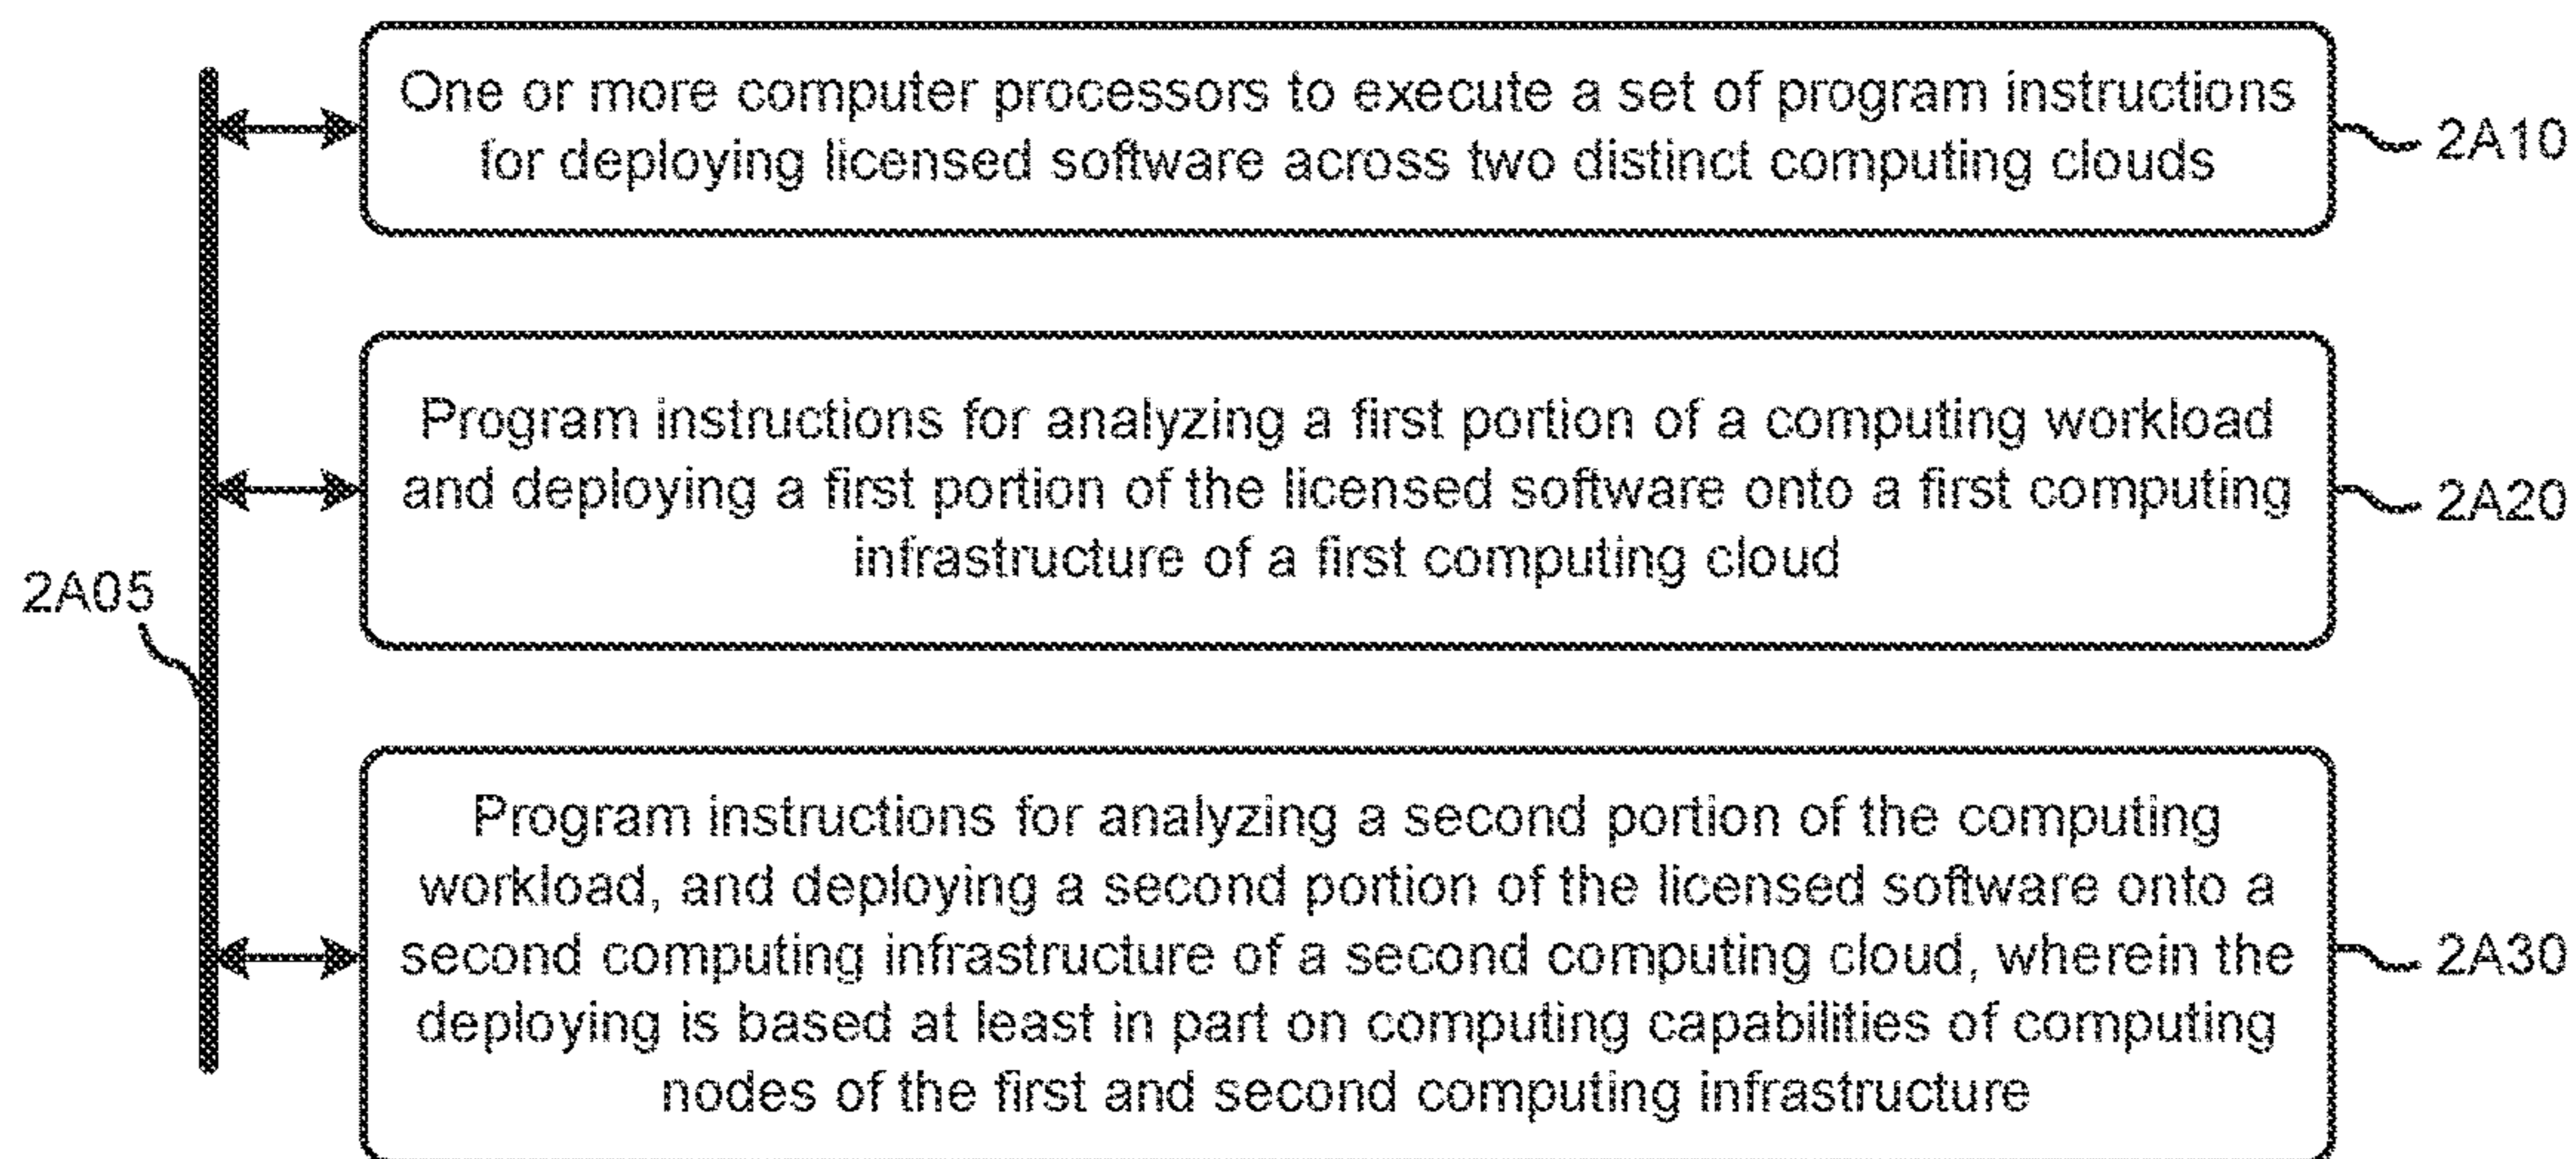 One or more computer processors to execute a set of program instructions
for deploying licensed software across two distinct computing clouds
2A10
Program instructions for analyzing a first portion of a computing workload
and deploying a first portion of the licensed software onto a first computing
infrastructure of a first computing cloud
2A20
2A05
Program instructions for analyzing a second portion of the computing
workload, and deploying a second portion of the licensed software onto a
second computing infrastructure of a second computing cloud, wherein the
deploying is based at least in part on computing capabilities of computing
nodes of the first and second computing infrastructure
2A30